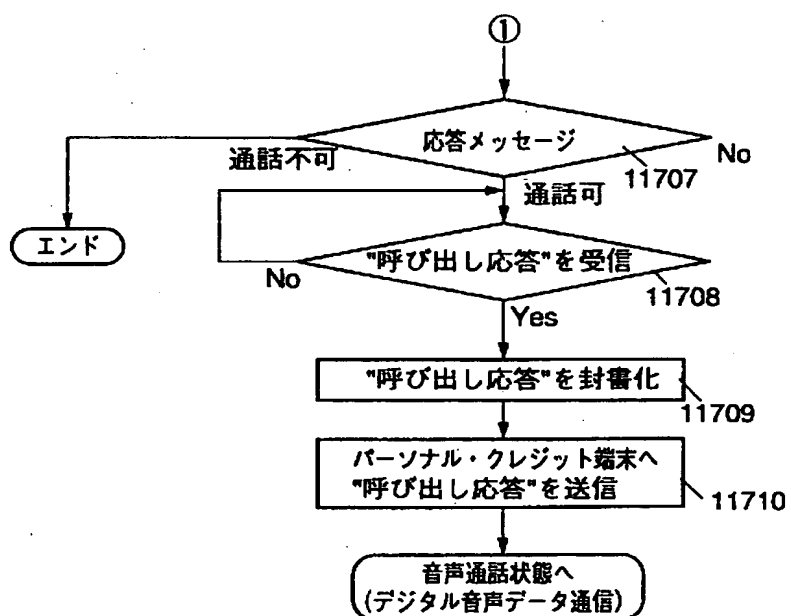 ①
応答メッセージ
通話不可
No
11707
通話可
エンド
"呼び出し応答"を受信
No
11708
Yes
"呼び出し応答"を封書化
11709
パーソナル・クレジット端末へ
"呼び出し応答"を送信
11710
音声通話状態へ
(デジタル音声データ通信)